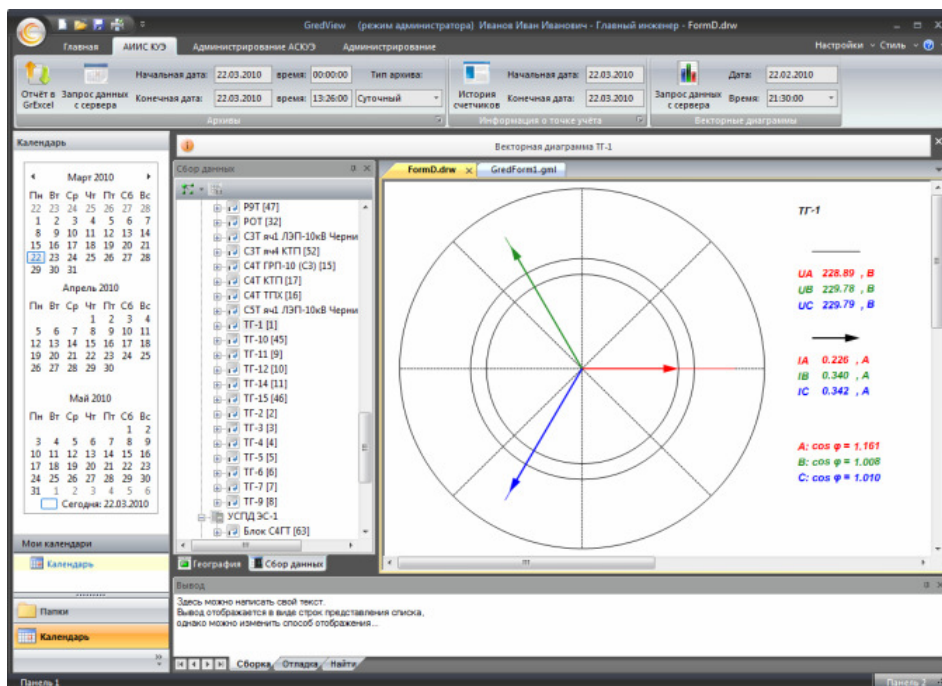 GredView (режим администратора) Иванов Иван Иванович - Главный инженер - FormD.drw
Главная АИИС КУЭ Администрирование АСКУЭ Администрирование Настройки Стиль
Отчёт в GrExcel
Запрос данных с сервера
Начальная дата: 22.03.2010 время: 00:00:00 Тип архива:
Конечная дата: 22.03.2010 время: 13:26:00 Суточный
Архивы
История счетчиков
Начальная дата: 22.03.2010
Конечная дата: 22.03.2010
Информация о точке учёта
Запрос данных с сервера
Дата: 22.02.2010
Время: 21:30:00
Векторные диаграммы
Календарь
Март 2010
Пн Вт Ср Чт Пт Сб Вс
22 23 24 25 26 27 28
1 2 3 4 5 6 7
8 9 10 11 12 13 14
15 16 17 18 19 20 21
22 23 24 25 26 27 28
29 30 31
Апрель 2010
Пн Вт Ср Чт Пт Сб Вс
1 2 3 4
5 6 7 8 9 10 11
12 13 14 15 16 17 18
19 20 21 22 23 24 25
26 27 28 29 30
Май 2010
Пн Вт Ср Чт Пт Сб Вс
1 2
3 4 5 6 7 8 9
10 11 12 13 14 15 16
17 18 19 20 21 22 23
24 25 26 27 28 29 30
31 1 2 3 4 5 6
Сегодня: 22.03.2010
Мои календари
Календарь
Папки
Календарь
Векторная диаграмма ТГ-1
Сбор данных
Р9Т [47]
РОТ [32]
С3Т яч1 ЛЭП-10кВ Черни
С3Т яч4 КТП [52]
С4Т ГРП-10 (С3) [15]
С4Т КТП [17]
С4Т ТПХ [16]
С5Т яч1 ЛЭП-10кВ Черни
ТГ-1 [1]
ТГ-10 [45]
ТГ-11 [9]
ТГ-12 [10]
ТГ-14 [11]
ТГ-15 [46]
ТГ-2 [2]
ТГ-3 [3]
ТГ-4 [4]
ТГ-5 [5]
ТГ-6 [6]
ТГ-7 [7]
ТГ-9 [8]
УСПД ЭС-1
Блок С4ГТ [63]
География Сбор данных
FormD.drw GredForm1.gml
ТГ-1
UA 228.89 , В
UB 229.78 , В
UC 229.79 , В
IA 0.226 , А
IB 0.340 , А
IC 0.342 , А
A: cos φ = 1.161
B: cos φ = 1.008
C: cos φ = 1.010
Вывод
Здесь можно написать свой текст.
Вывод отображается в виде строк представления списка,
однако можно изменить способ отображения...
Сборка Отладка Найти
Панель 1 Панель 2